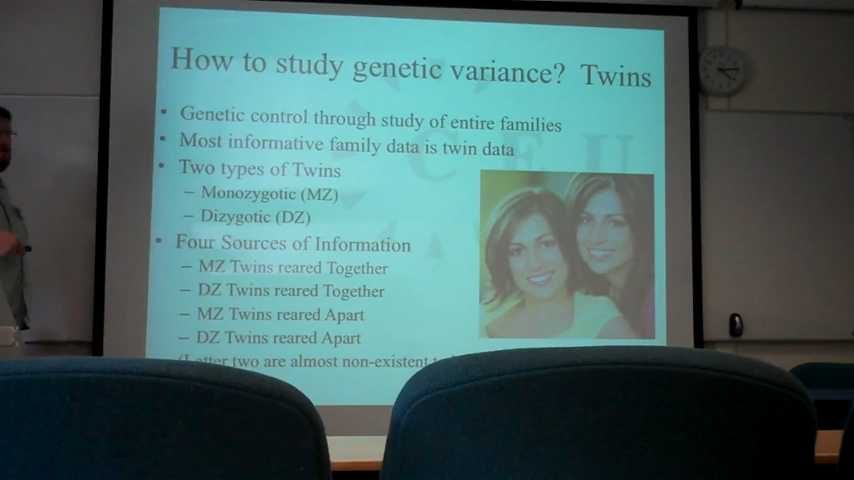 How to study genetic variance? Twins
• Genetic control through study of entire families
• Most informative family data is twin data
• Two types of Twins
– Monozygotic (MZ)
– Dizygotic (DZ)
• Four Sources of Information
– MZ Twins reared Together
– DZ Twins reared Together
– MZ Twins reared Apart
– DZ Twins reared Apart
(Latter two are almost non-existent
C E U